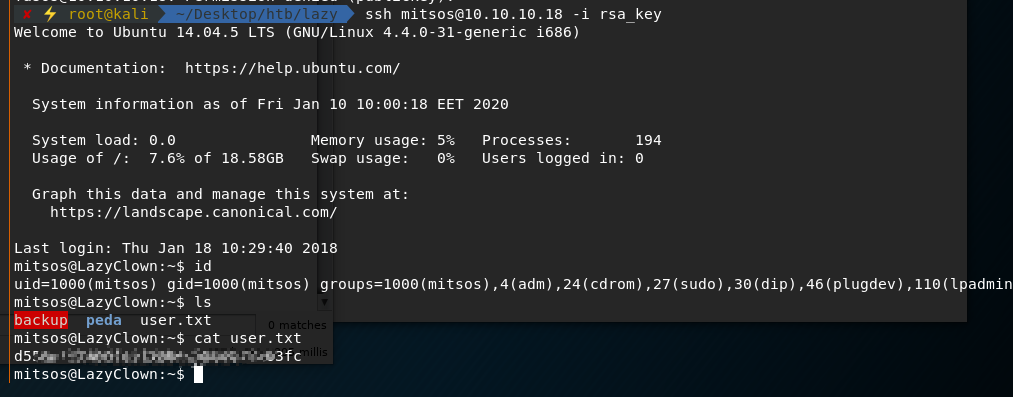 ✘ ⚡ root@kali ~/Desktop/htb/lazy ssh mitsos@10.10.10.18 -i rsa_key
Welcome to Ubuntu 14.04.5 LTS (GNU/Linux 4.4.0-31-generic i686)
* Documentation:  https://help.ubuntu.com/
System information as of Fri Jan 10 10:00:18 EET 2020
System load: 0.0 Memory usage: 5% Processes: 194
Usage of /: 7.6% of 18.58GB Swap usage: 0% Users logged in: 0
Graph this data and manage this system at:
https://landscape.canonical.com/
Last login: Thu Jan 18 10:29:40 2018
mitsos@LazyClown:~$ id
uid=1000(mitsos) gid=1000(mitsos) groups=1000(mitsos),4(adm),24(cdrom),27(sudo),30(dip),46(plugdev),110(lpadmin
mitsos@LazyClown:~$ ls
backup peda user.txt
0 matches
mitsos@LazyClown:~$ cat user.txt
millis
mitsos@LazyClown:~$